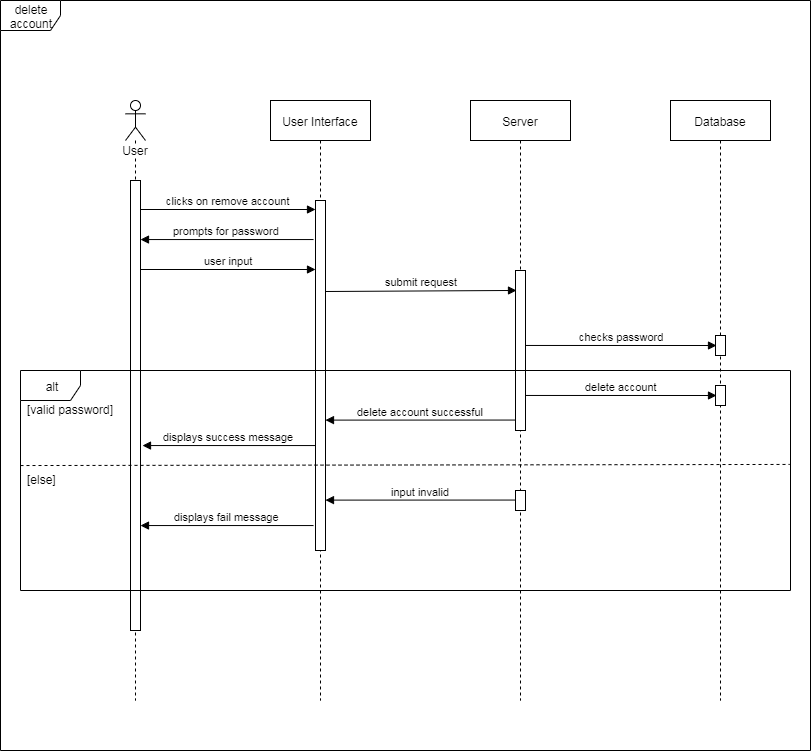 delete
account
User Interface
Server
Database
User
clicks on remove account
prompts for password
user input
submit request
checks password
alt
delete account
[valid password]
delete account successful
displays success message
[else]
input invalid
displays fail message